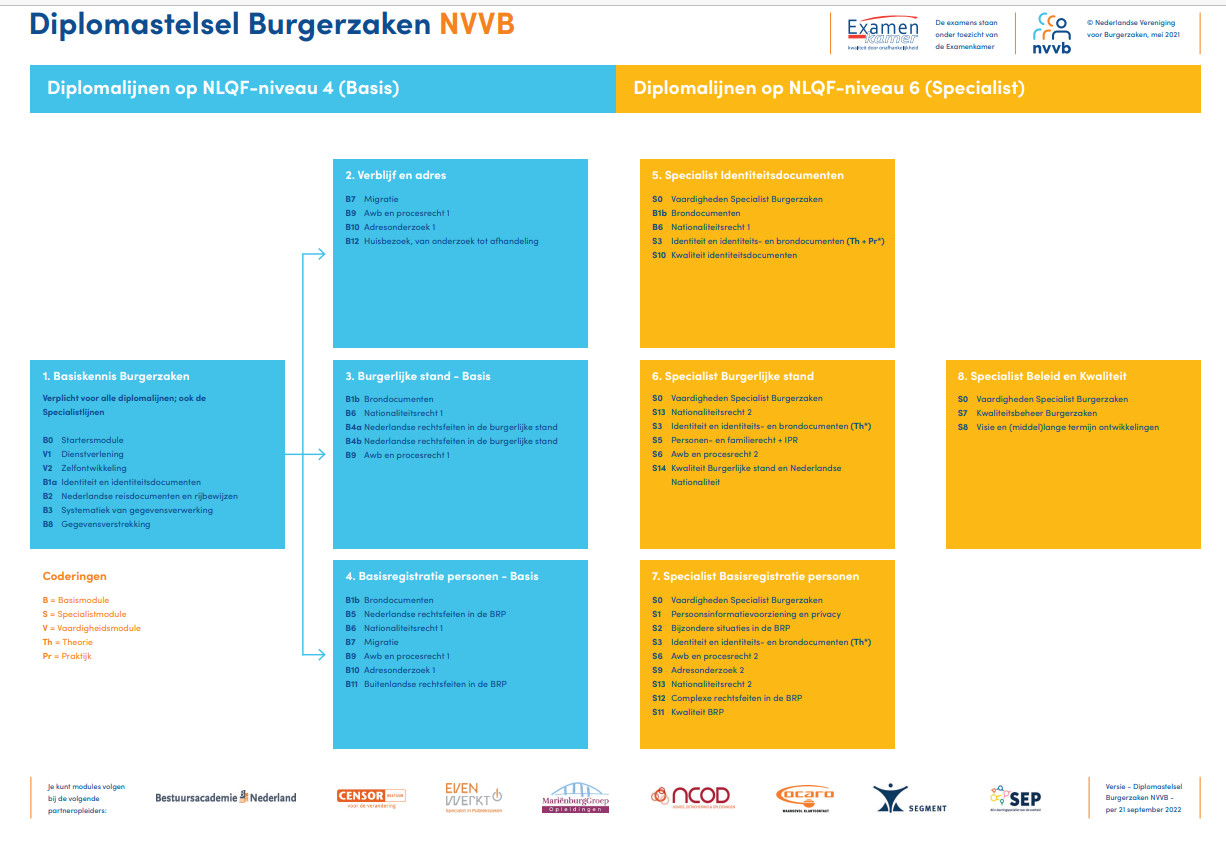 Diplomastelsel Burgerzaken NVVB
Examen
kamer
kwaliteit door onafhankelijkheid
De examens staan
onder toezicht van
de Examenkamer
nvvb
© Nederlandse Vereniging
voor Burgerzaken, mei 2021
Diplomalijnen op NLQF-niveau 4 (Basis)
Diplomalijnen op NLQF-niveau 6 (Specialist)
1. Basiskennis Burgerzaken
Verplicht voor alle diplomalijnen; ook de
Specialistlijnen
B0 Startersmodule
V1 Dienstverlening
V2 Zelfontwikkeling
B1a Identiteit en identiteitsdocumenten
B2 Nederlandse reisdocumenten en rijbewijzen
B3 Systematiek van gegevensverwerking
B8 Gegevensverstrekking
Coderingen
B = Basismodule
S = Specialistmodule
V = Vaardigheidsmodule
Th = Theorie
Pr = Praktijk
2. Verblijf en adres
B7 Migratie
B9 Awb en procesrecht 1
B10 Adresonderzoek 1
B12 Huisbezoek, van onderzoek tot afhandeling
3. Burgerlijke stand - Basis
B1b Brondocumenten
B6 Nationaliteitsrecht 1
B4a Nederlandse rechtsfeiten in de burgerlijke stand
B4b Nederlandse rechtsfeiten in de burgerlijke stand
B9 Awb en procesrecht 1
4. Basisregistratie personen - Basis
B1b Brondocumenten
B5 Nederlandse rechtsfeiten in de BRP
B6 Nationaliteitsrecht 1
B7 Migratie
B9 Awb en procesrecht 1
B10 Adresonderzoek 1
B11 Buitenlandse rechtsfeiten in de BRP
5. Specialist Identiteitsdocumenten
S0 Vaardigheden Specialist Burgerzaken
B1b Brondocumenten
B6 Nationaliteitsrecht 1
S3 Identiteit en identiteits- en brondocumenten (Th + Pr*)
S10 Kwaliteit identiteitsdocumenten
6. Specialist Burgerlijke stand
S0 Vaardigheden Specialist Burgerzaken
S13 Nationaliteitsrecht 2
S3 Identiteit en identiteits- en brondocumenten (Th*)
S5 Personen- en familierecht + IPR
S6 Awb en procesrecht 2
S14 Kwaliteit Burgerlijke stand en Nederlandse
Nationaliteit
7. Specialist Basisregistratie personen
S0 Vaardigheden Specialist Burgerzaken
S1 Persoonsinformatievoorziening en privacy
S2 Bijzondere situaties in de BRP
S3 Identiteit en identiteits- en brondocumenten (Th*)
S6 Awb en procesrecht 2
S9 Adresonderzoek 2
S13 Nationaliteitsrecht 2
S12 Complexe rechtsfeiten in de BRP
S11 Kwaliteit BRP
8. Specialist Beleid en Kwaliteit
S0 Vaardigheden Specialist Burgerzaken
S7 Kwaliteitsbeheer Burgerzaken
S8 Visie en (middel)lange termijn ontwikkelingen
Je kunt modules volgen
bij de volgende
partneropleiders:
Bestuursacademie Nederland
CENSOR
voor de verandering
EVEN
WERKT
MariënburgGroep
Opleidingen
NCOD
ocaro
SEGMENT
SEP
Versie - Diplomastelsel
Burgerzaken NVVB -
per 21 september 2022